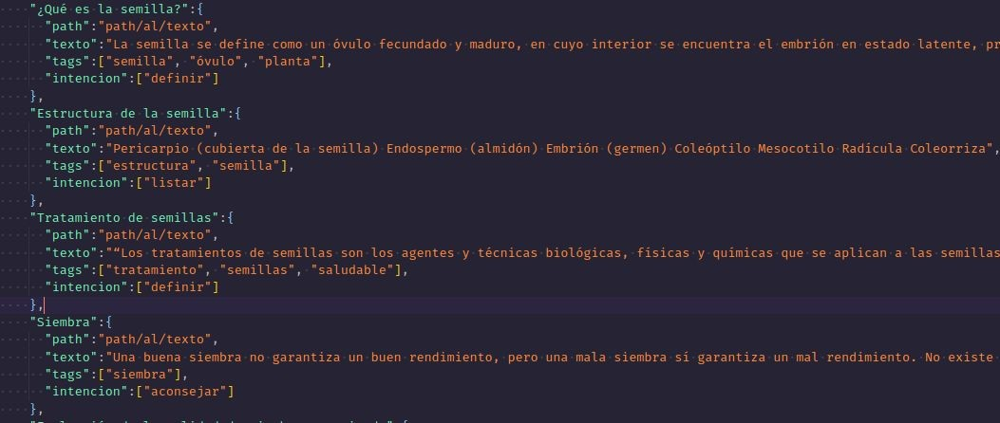 "¿Qué es la semilla?":{
"path":"path/al/texto",
"texto":"La semilla se define como un óvulo fecundado y maduro, en cuyo interior se encuentra el embrión en estado latente, pr
"tags":["semilla", "óvulo", "planta"],
"intencion":["definir"]
},
"Estructura de la semilla":{
"path":"path/al/texto",
"texto":"Pericarpio (cubierta de la semilla) Endospermo (almidón) Embrión (germen) Coleóptilo Mesocotilo Radícula Coleorriza",
"tags":["estructura", "semilla"],
"intencion":["listar"]
},
"Tratamiento de semillas":{
"path":"path/al/texto",
"texto":"“Los tratamientos de semillas son los agentes y técnicas biológicas, físicas y químicas que se aplican a las semillas
"tags":["tratamiento", "semillas", "saludable"],
"intencion":["definir"]
},
"Siembra":{
"path":"path/al/texto",
"texto":"Una buena siembra no garantiza un buen rendimiento, pero una mala siembra sí garantiza un mal rendimiento. No existe
"tags":["siembra"],
"intencion":["aconsejar"]
},